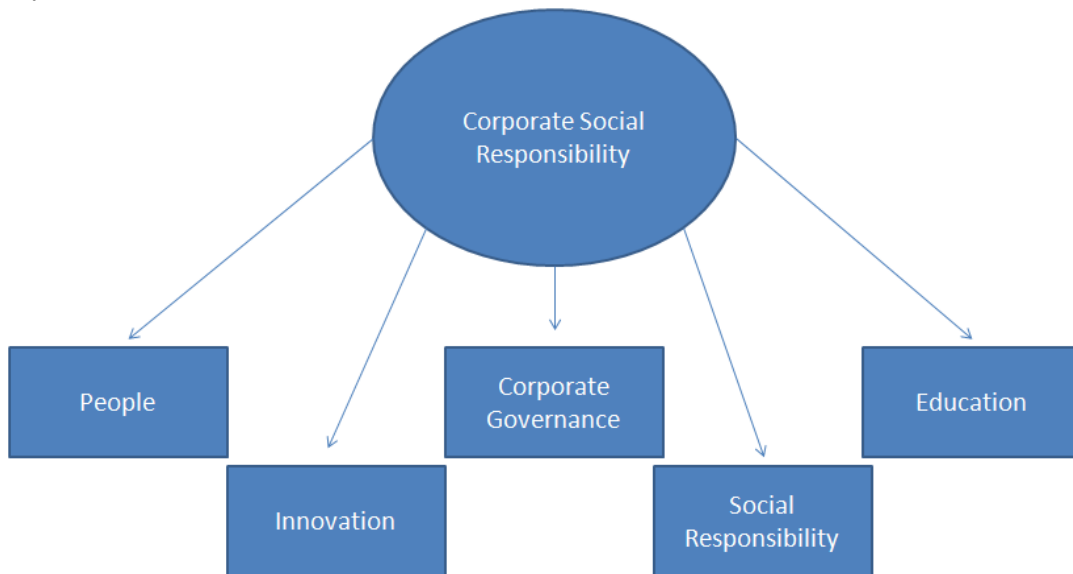 Corporate Social
Responsibility
People
Corporate
Governance
Education
Innovation
Social
Responsibility